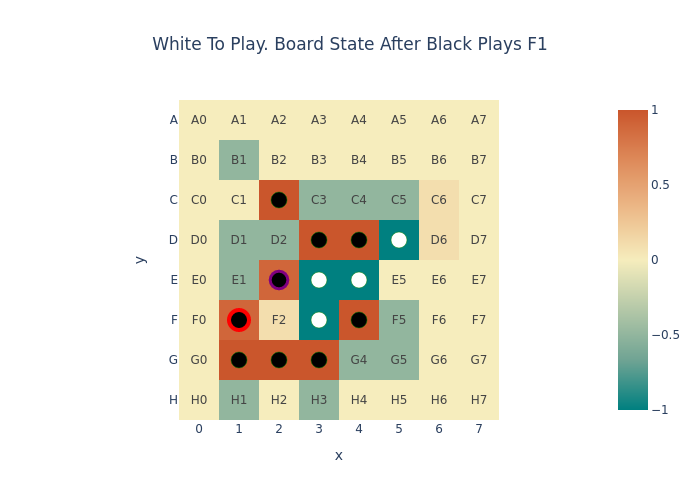 White To Play. Board State After Black Plays F1
A A0 A1 A2 A3 A4 A5 A6 A7
B B0 B1 B2 B3 B4 B5 B6 B7
C C0 C1 C3 C4 C5 C6 C7
D D0 D1 D2 D6 D7
E E0 E1 E5 E6 E7
F F0 F2 F5 F6 F7
G G0 G4 G5 G6 G7
H H0 H1 H2 H3 H4 H5 H6 H7
0 1 2 3 4 5 6 7
x
y
1
0.5
0
−0.5
−1